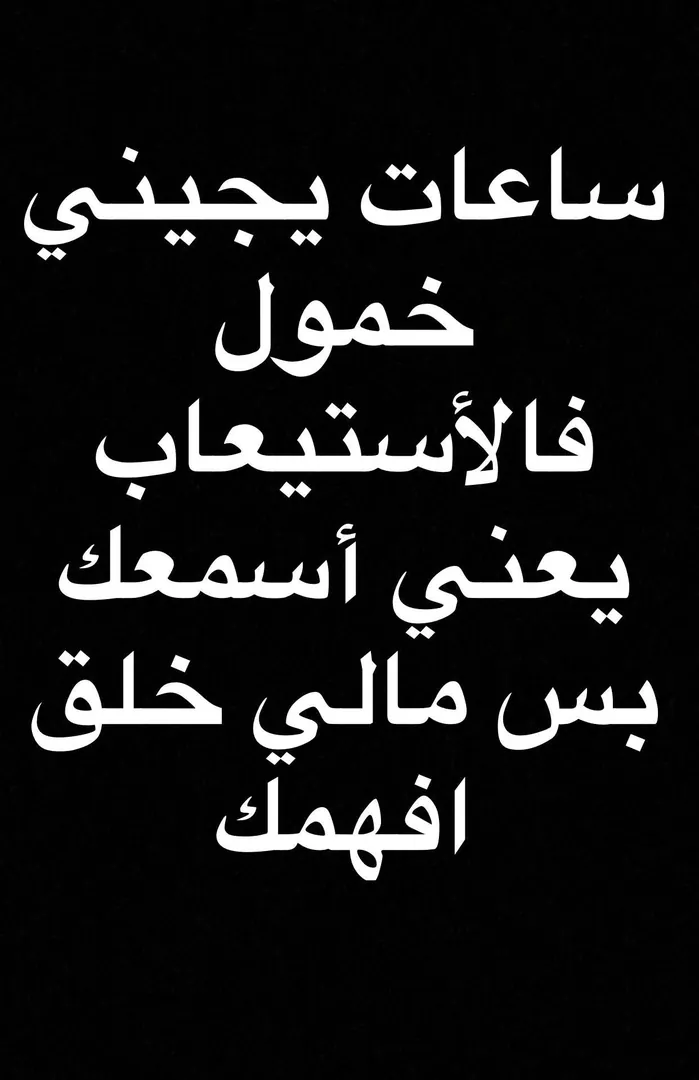 ساعات يجيني
خمول
فالأستيعاب
يعني أسمعك
بس مالي خلق
افهمك